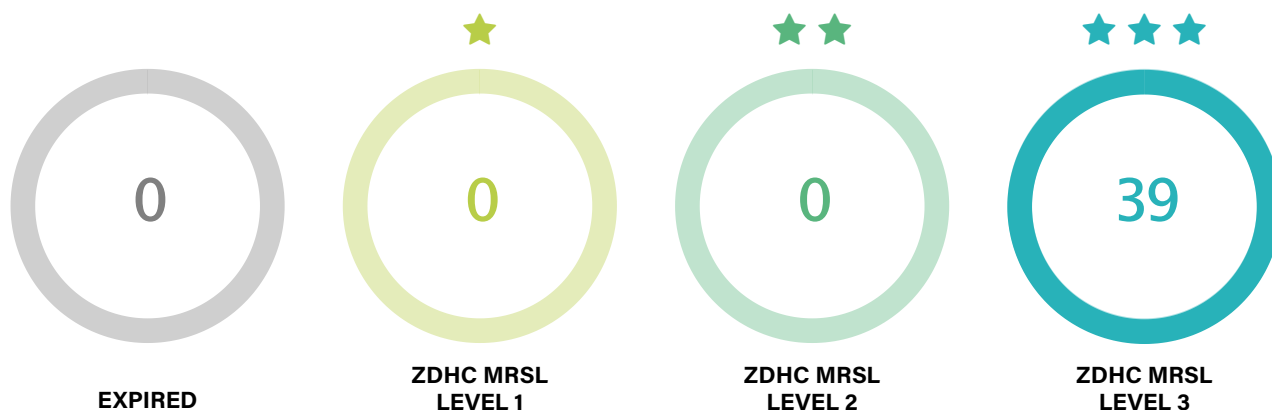 0
0
0
39
EXPIRED
ZDHC MRSL
LEVEL 1
ZDHC MRSL
LEVEL 2
ZDHC MRSL
LEVEL 3